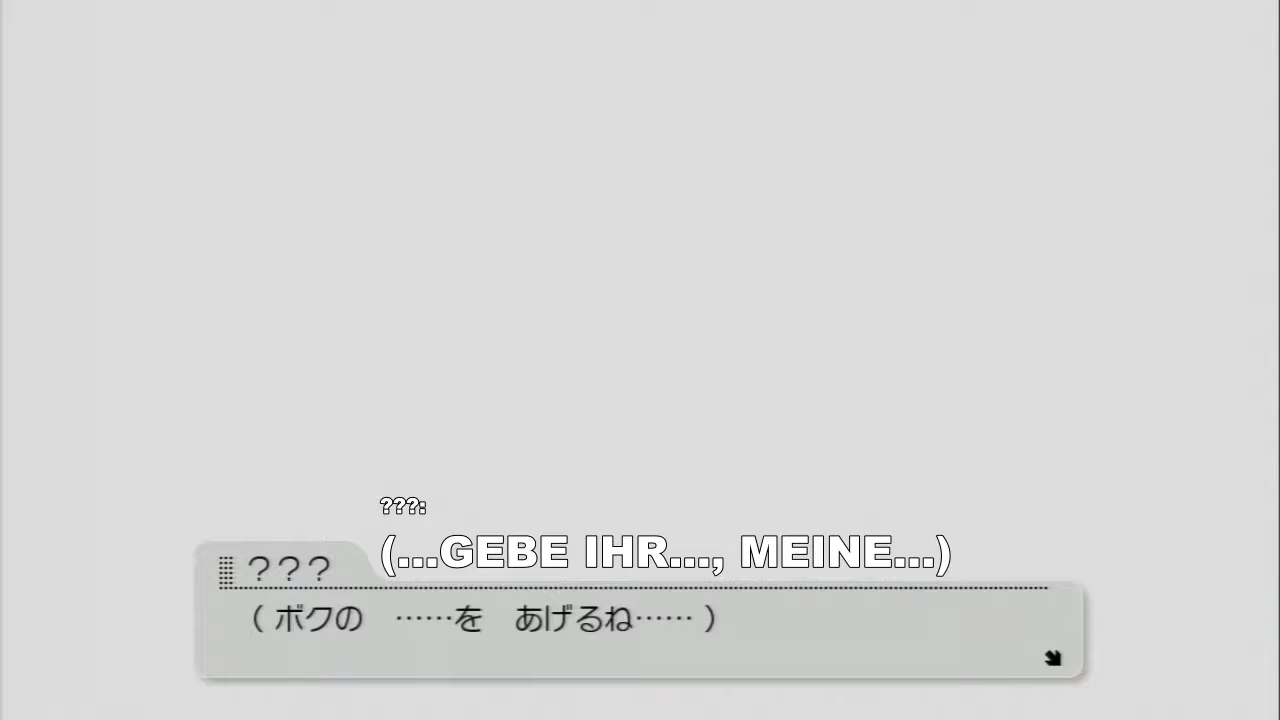 ???:
(...GEBE IHR..., MEINE...)
？？？
（ボクの　……を　あげるね……）